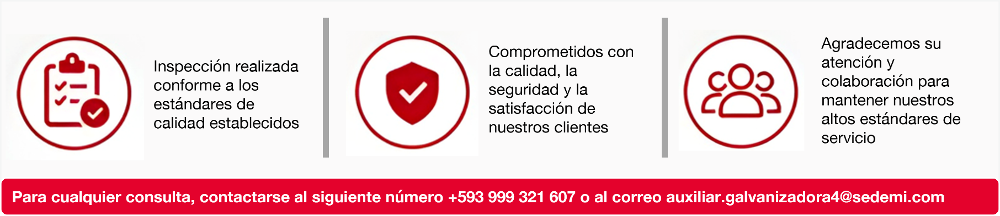 Inspección realizada
conforme a los
estándares de
calidad establecidos
Comprometidos con
la calidad, la
seguridad y la
satisfacción de
nuestros clientes
Agradecemos su
atención y
colaboración para
mantener nuestros
altos estándares de
servicio
Para cualquier consulta, contactarse al siguiente número +593 999 321 607 o al correo auxiliar.galvanizadora4@sedemi.com